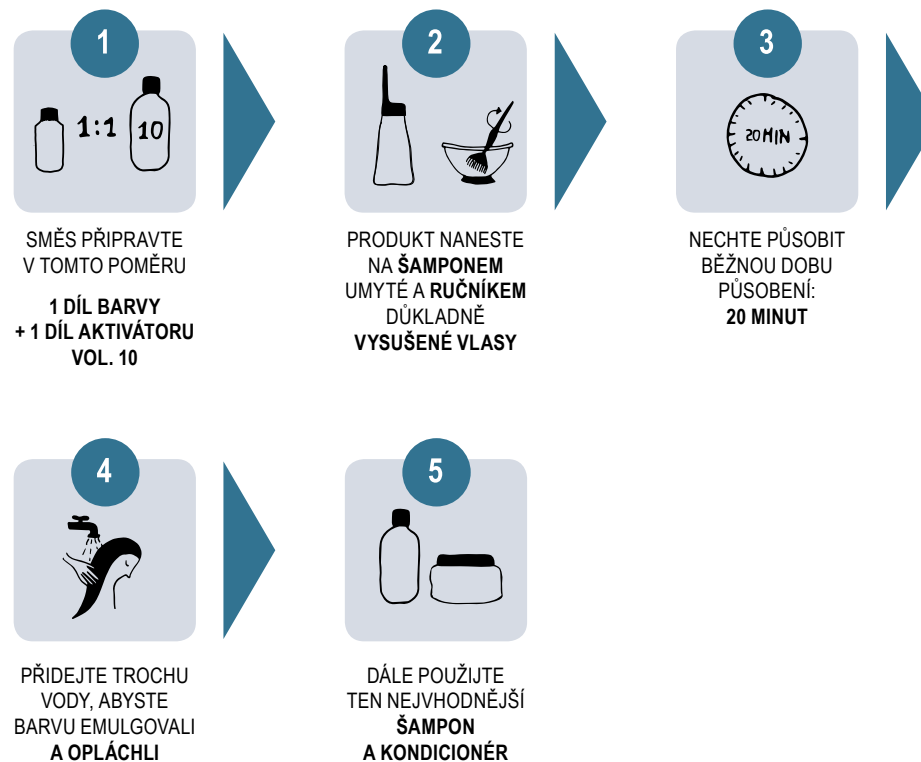 1
1:1
10
SMĚS PŘIPRAVTE
V TOMTO POMĚRU
1 DÍL BARVY
+ 1 DÍL AKTIVÁTORU
VOL. 10
2
PRODUKT NANESTE
NA ŠAMPONEM
UMYTÉ A RUČNÍKEM
DŮKLADNĚ
VYSUŠENÉ VLASY
3
20 MIN
NECHTE PŮSOBIT
BĚŽNOU DOBU
PŮSOBENÍ:
20 MINUT
4
PŘIDEJTE TROCHU
VODY, ABYSTE
BARVU EMULGOVALI
A OPLÁCHLI
5
DÁLE POUŽIJTE
TEN NEJVHODNĚJŠÍ
ŠAMPON
A KONDICIONÉR